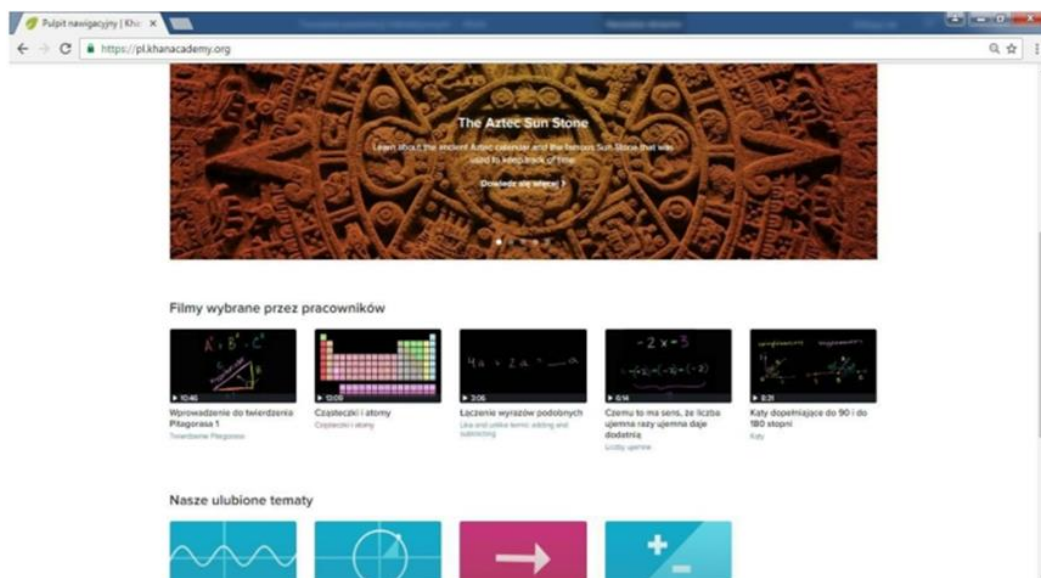 Pulpit nawigacyjny | Kha
https://pl.khanacademy.org
The Aztec Sun Stone
Learn about the ancient Aztec calendar and the famous Sun Stone that was
used to keep track of time
Dowiedz się więcej
Filmy wybrane przez pracowników
A² + B² = C²
C
B
10:46
Wprowadzenie do twierdzenia
Pitagorasa 1
Twierdzenie Pitagorasa
13:09
Cząsteczki i atomy
Cząsteczki i atomy
4a + 2a = __a
3:06
Łączenie wyrazów podobnych
Like and unlike terms: adding and
subtracting
-2 x -3
6:14
Czemu to ma sens, że liczba
ujemna razy ujemna daje
dodatnią
Liczby ujemne
8:31
Kąty dopełniające do 90 i do
180 stopni
Kąty
Nasze ulubione tematy